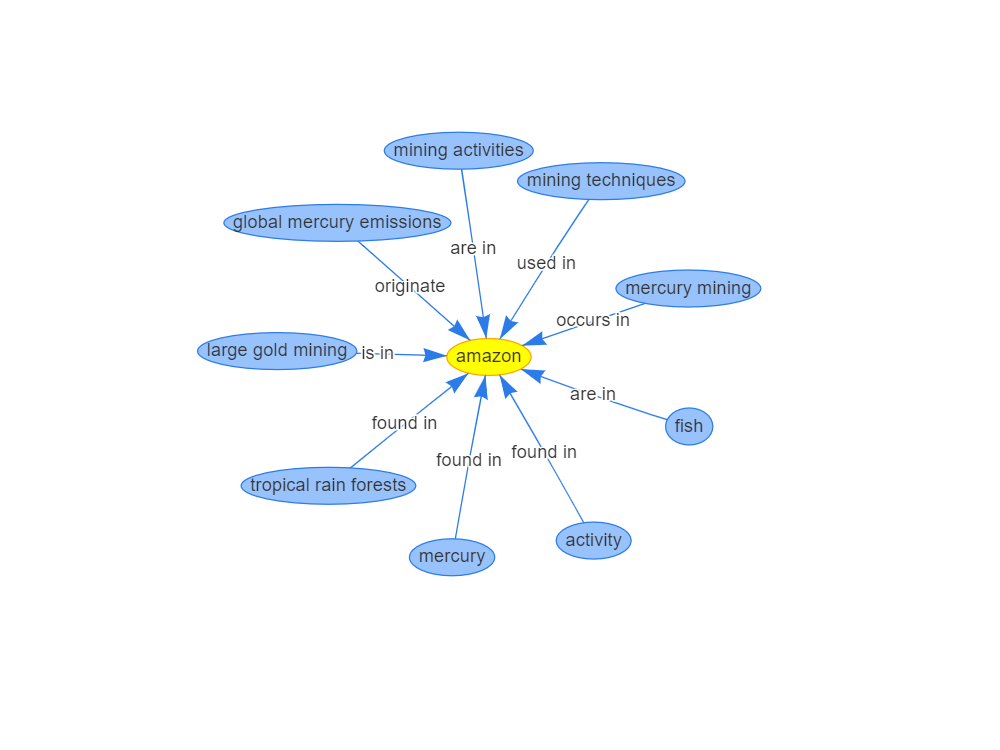 mining activities
mining techniques
global mercury emissions
are in
used in
originate
mercury mining
occurs in
large gold mining
is in
amazon
are in
found in
fish
found in
found in
tropical rain forests
activity
mercury